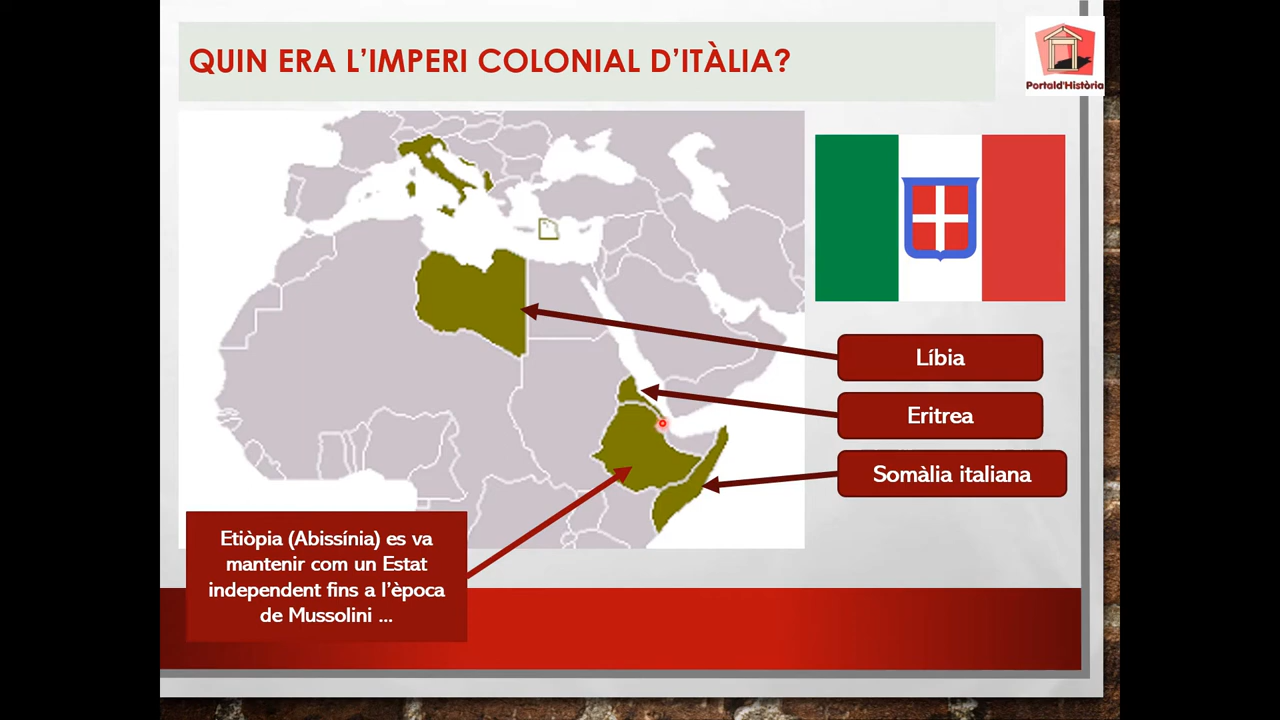 QUIN ERA L'IMPERI COLONIAL D'ITÀLIA?
Portald'Història
Líbia
Eritrea
Somàlia italiana
Etiòpia (Abissínia) es va
mantenir com un Estat
independent fins a l'època
de Mussolini ...